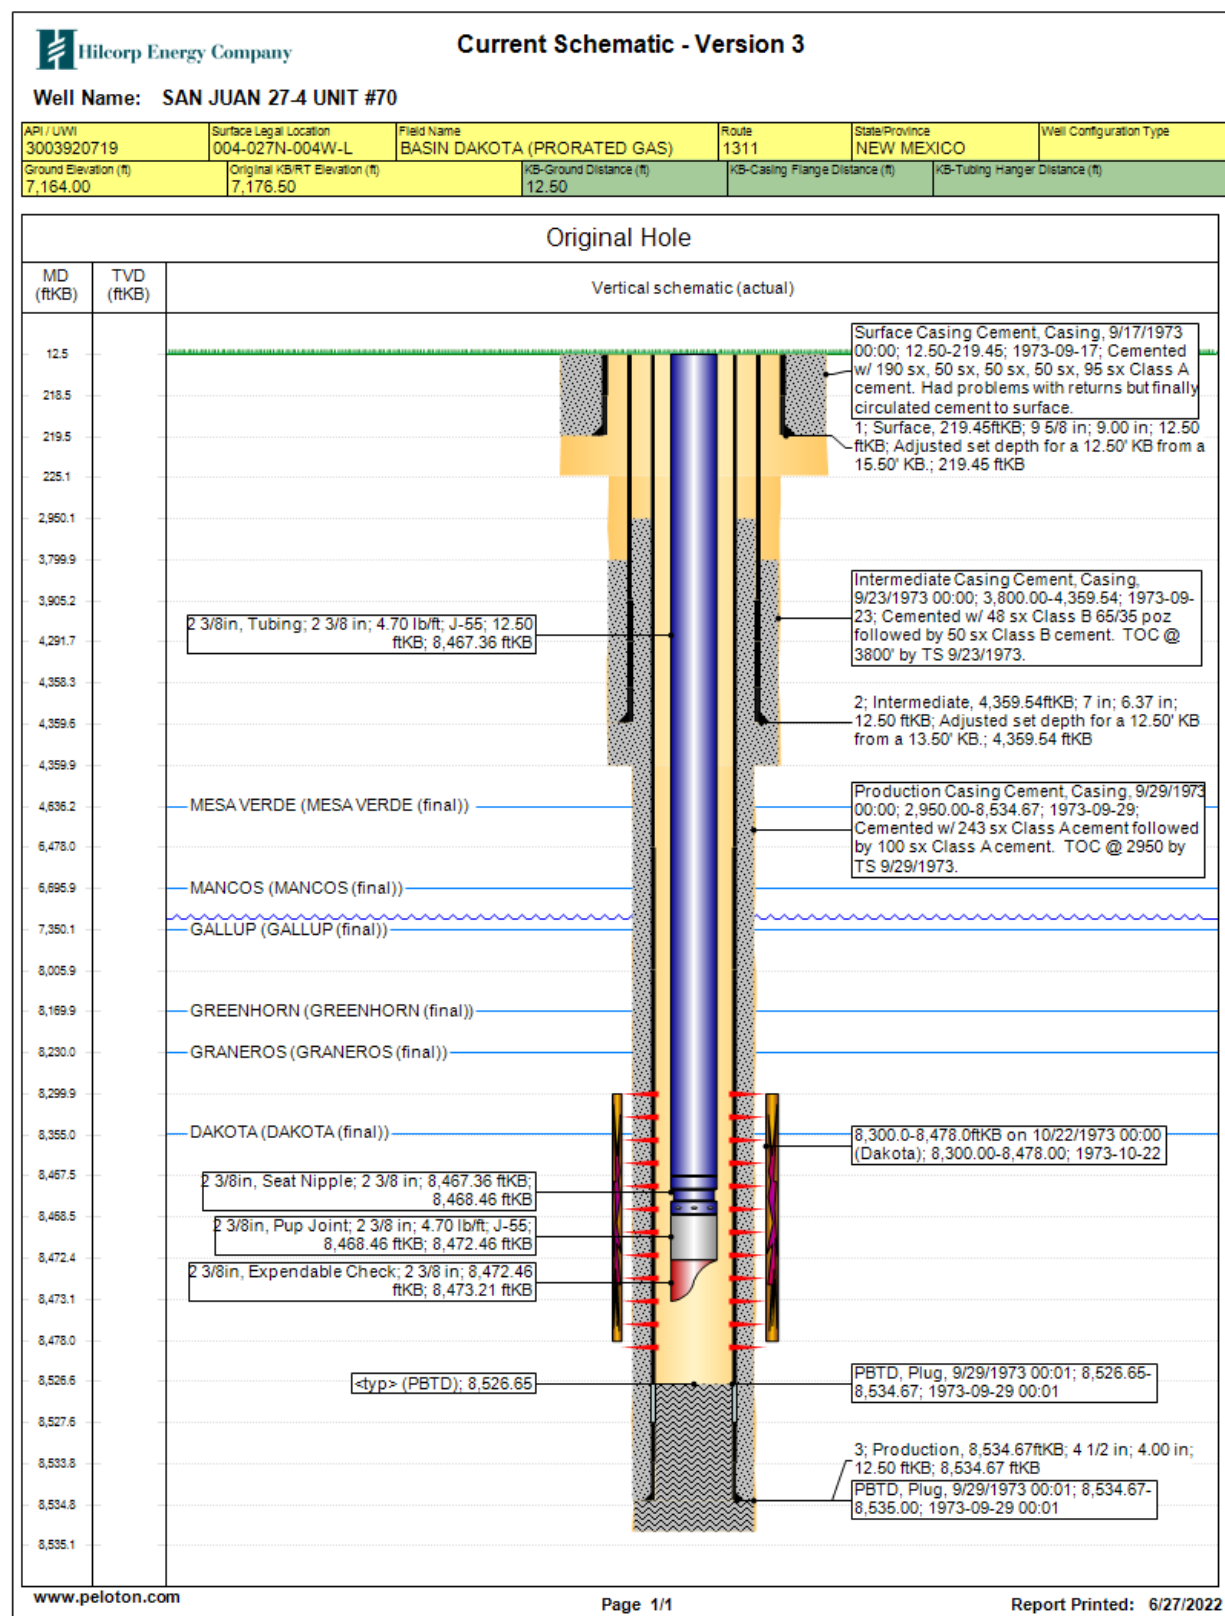 Hilcorp Energy Company
Current Schematic - Version 3
Well Name: SAN JUAN 27-4 UNIT #70
API / UWI
3003920719
Surface Legal Location
004-027N-004W-L
Field Name
BASIN DAKOTA (PRORATED GAS)
Route
1311
State/Province
NEW MEXICO
Well Configuration Type
Ground Elevation (ft)
7,164.00
Original KB/RT Elevation (ft)
7,176.50
KB-Ground Distance (ft)
12.50
KB-Casing Flange Distance (ft)
KB-Tubing Hanger Distance (ft)
Original Hole
MD
(ftKB)
TVD
(ftKB)
Vertical schematic (actual)
12.5
218.5
219.5
225.1
2,950.1
3,799.9
3,905.2
4,291.7
4,358.3
4,359.6
4,359.9
4,636.2
6,478.0
6,695.9
7,350.1
8,005.9
8,169.9
8,230.0
8,299.9
8,355.0
8,467.5
8,468.5
8,472.4
8,473.1
8,478.0
8,526.6
8,527.6
8,533.8
8,534.8
8,535.1
2 3/8in, Tubing; 2 3/8 in; 4.70 lb/ft; J-55; 12.50
ftKB; 8,467.36 ftKB
MESA VERDE (MESA VERDE (final))
MANCOS (MANCOS (final))
GALLUP (GALLUP (final))
GREENHORN (GREENHORN (final))
GRANEROS (GRANEROS (final))
DAKOTA (DAKOTA (final))
2 3/8in, Seat Nipple; 2 3/8 in; 8,467.36 ftKB;
8,468.46 ftKB
2 3/8in, Pup Joint; 2 3/8 in; 4.70 lb/ft; J-55;
8,468.46 ftKB; 8,472.46 ftKB
2 3/8in, Expendable Check; 2 3/8 in; 8,472.46
ftKB; 8,473.21 ftKB
<typ> (PBTD); 8,526.65
Surface Casing Cement, Casing, 9/17/1973
00:00; 12.50-219.45; 1973-09-17; Cemented
w/ 190 sx, 50 sx, 50 sx, 50 sx, 95 sx Class A
cement. Had problems with returns but finally
circulated cement to surface.
1; Surface, 219.45ftKB; 9 5/8 in; 9.00 in; 12.50
ftKB; Adjusted set depth for a 12.50' KB from a
15.50' KB.; 219.45 ftKB
Intermediate Casing Cement, Casing,
9/23/1973 00:00; 3,800.00-4,359.54; 1973-09-
23; Cemented w/ 48 sx Class B 65/35 poz
followed by 50 sx Class B cement. TOC @
3800' by TS 9/23/1973.
2; Intermediate, 4,359.54ftKB; 7 in; 6.37 in;
12.50 ftKB; Adjusted set depth for a 12.50' KB
from a 13.50' KB.; 4,359.54 ftKB
Production Casing Cement, Casing, 9/29/1973
00:00; 2,950.00-8,534.67; 1973-09-29;
Cemented w/ 243 sx Class A cement followed
by 100 sx Class A cement. TOC @ 2950 by
TS 9/29/1973.
8,300.0-8,478.0ftKB on 10/22/1973 00:00
(Dakota); 8,300.00-8,478.00; 1973-10-22
PBTD, Plug, 9/29/1973 00:01; 8,526.65-
8,534.67; 1973-09-29 00:01
3; Production, 8,534.67ftKB; 4 1/2 in; 4.00 in;
12.50 ftKB; 8,534.67 ftKB
PBTD, Plug, 9/29/1973 00:01; 8,534.67-
8,535.00; 1973-09-29 00:01
www.peloton.com
Page 1/1
Report Printed: 6/27/2022